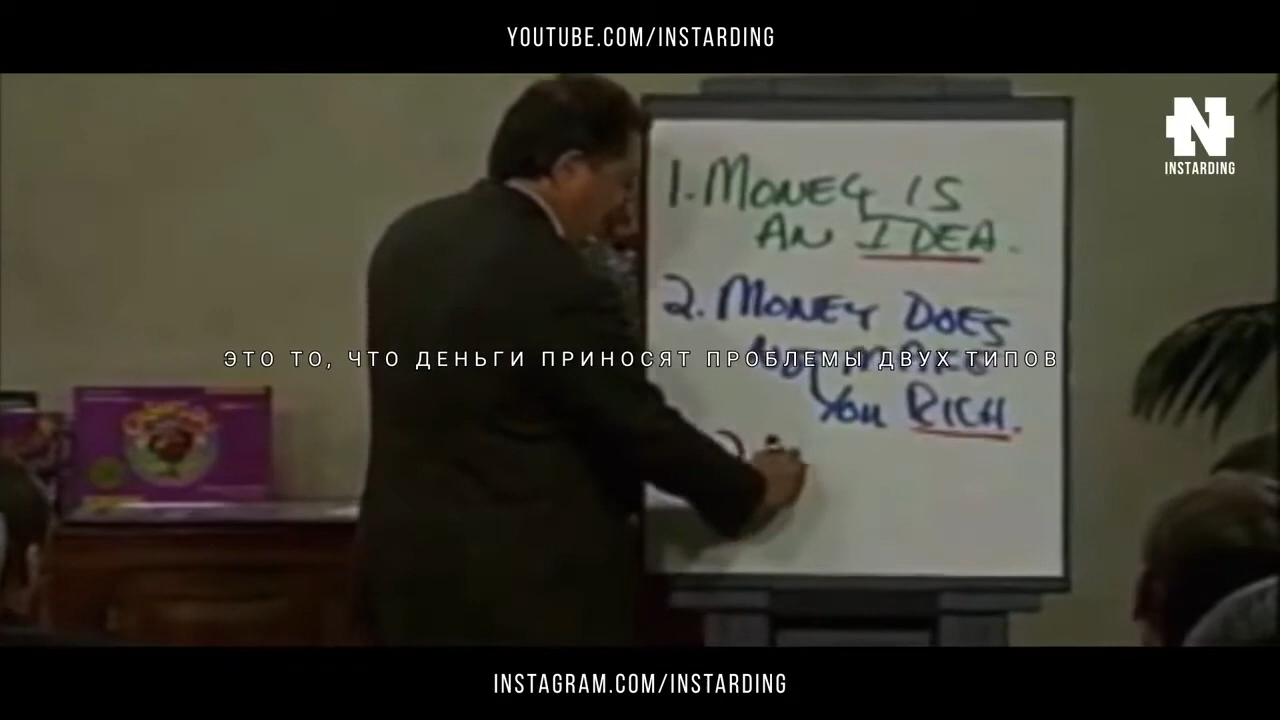 YOUTUBE.COM/INSTARDING
N
INSTARDING
1. MONEY IS
AN IDEA.
2. MONEY DOES
ЭТО ТО, ЧТО ДЕНЬГИ ПРИНОСЯТ ПРОБЛЕМЫ ДВУХ ТИПОВ
YOU RICH.
INSTAGRAM.COM/INSTARDING